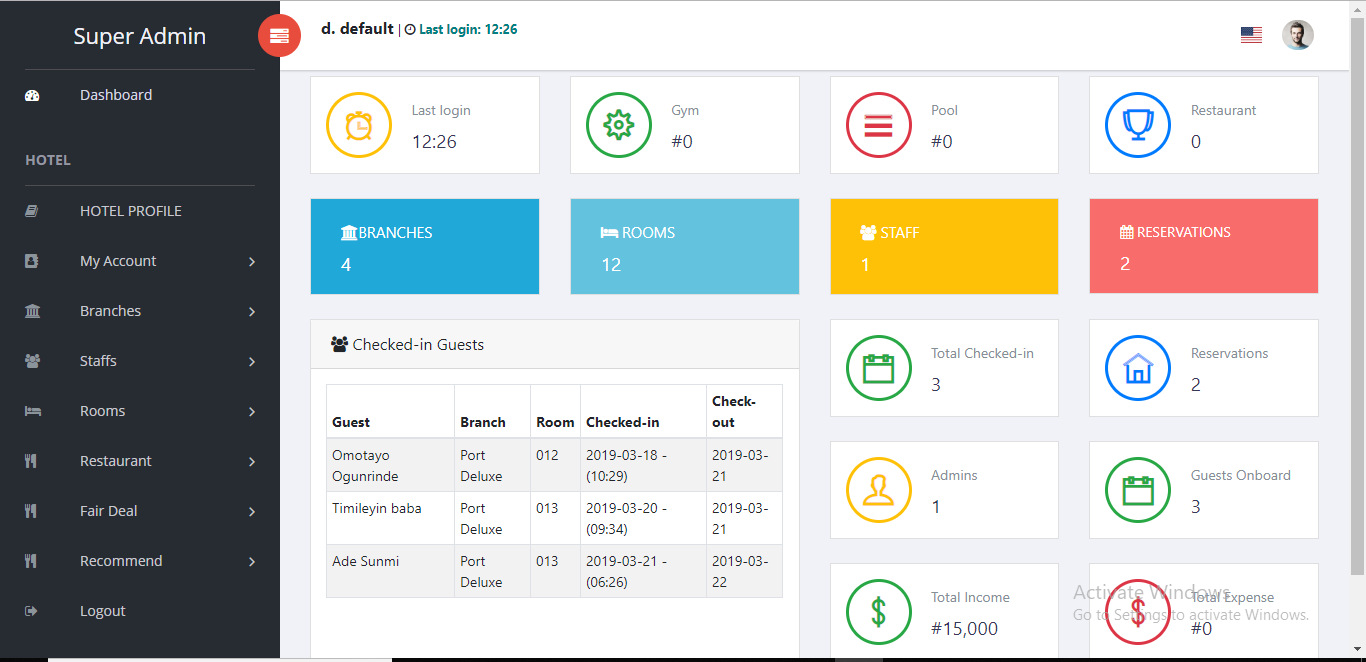 Super Admin
Dashboard
HOTEL
HOTEL PROFILE
My Account
Branches
Staffs
Rooms
Restaurant
Fair Deal
Recommend
Logout
d. default | Last login: 12:26
Last login
12:26
Gym
#0
Pool
#0
Restaurant
0
BRANCHES
4
ROOMS
12
STAFF
1
RESERVATIONS
2
Checked-in Guests
Guest Branch Room Checked-in Check-
out
Omotayo Port 012 2019-03-18 - 2019-03-
Ogunrinde Deluxe (10:29) 21
Timileyin baba Port 013 2019-03-20 - 2019-03-
Deluxe (09:34) 21
Ade Sunmi Port 013 2019-03-21 - 2019-03-
Deluxe (06:26) 22
Total Checked-in
3
Reservations
2
Admins
1
Guests Onboard
3
Total Income
#15,000
Total Expense
#0
Activate Windows
Go to Settings to activate Windows.